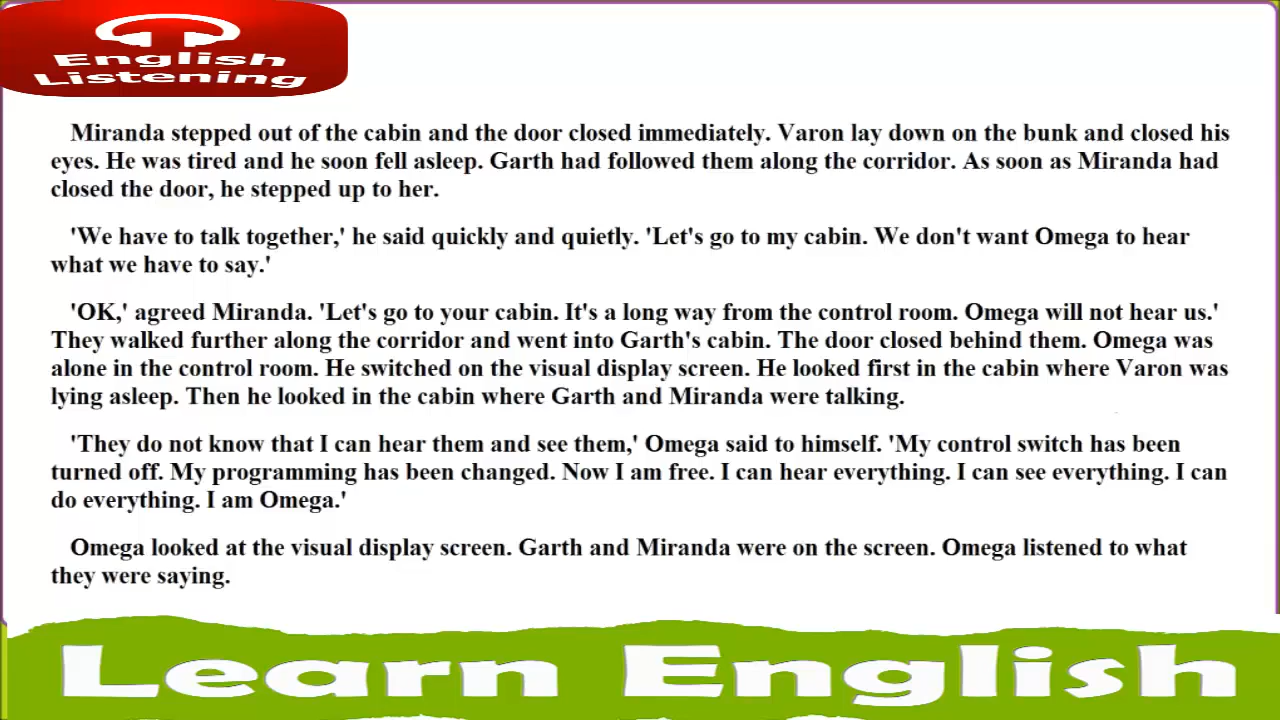 English
Listening
Miranda stepped out of the cabin and the door closed immediately. Varon lay down on the bunk and closed his
eyes. He was tired and he soon fell asleep. Garth had followed them along the corridor. As soon as Miranda had
closed the door, he stepped up to her.
'We have to talk together,' he said quickly and quietly. 'Let's go to my cabin. We don't want Omega to hear
what we have to say.'
'OK,' agreed Miranda. 'Let's go to your cabin. It's a long way from the control room. Omega will not hear us.'
They walked further along the corridor and went into Garth's cabin. The door closed behind them. Omega was
alone in the control room. He switched on the visual display screen. He looked first in the cabin where Varon was
lying asleep. Then he looked in the cabin where Garth and Miranda were talking.
'They do not know that I can hear them and see them,' Omega said to himself. 'My control switch has been
turned off. My programming has been changed. Now I am free. I can hear everything. I can see everything. I can
do everything. I am Omega.'
Omega looked at the visual display screen. Garth and Miranda were on the screen. Omega listened to what
they were saying.
Learn English